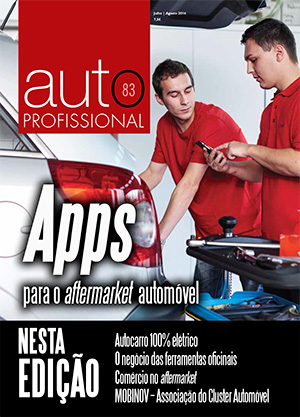 Julho | Agosto 2016
7,5€
auto
83
PROFISSIONAL
Apps
para o aftermarket automóvel
NESTA
EDIÇÃO
Autocarro 100% elétrico
O negócio das ferramentas oficinais
Comércio no aftermarket
MOBINOV – Associação do Cluster Automóvel